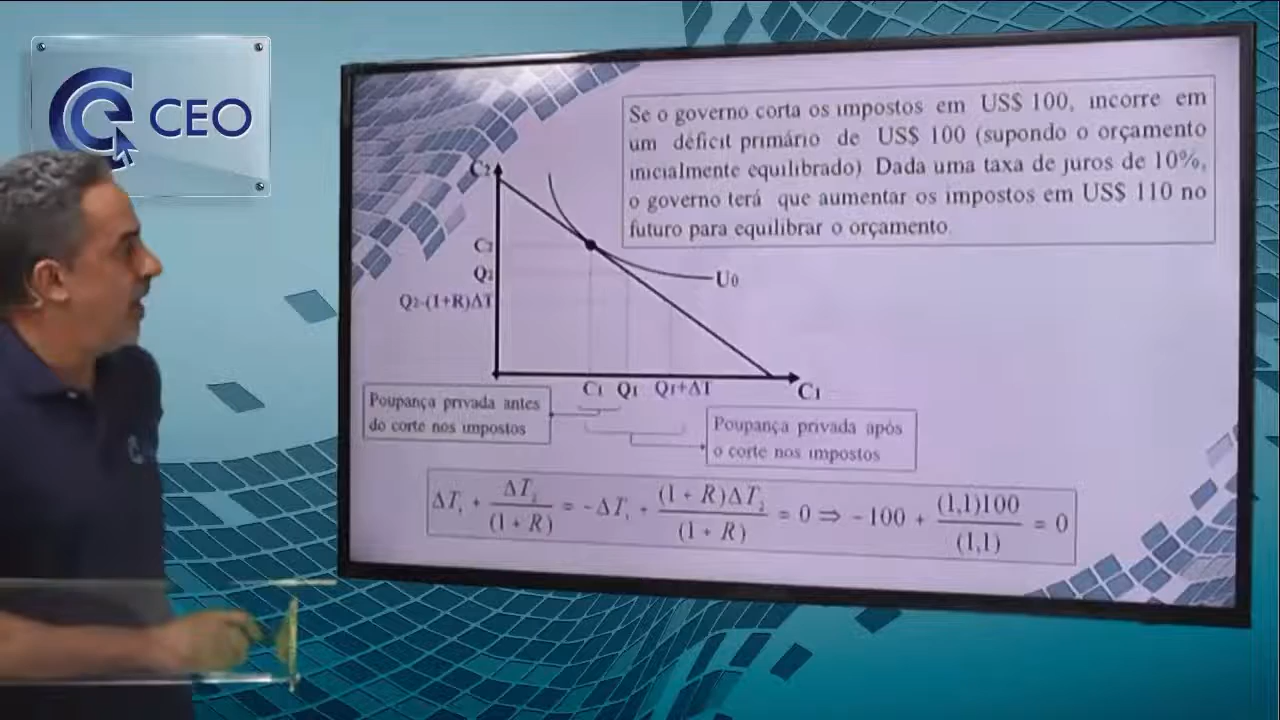 CEO
Se o governo corta os impostos em US$ 100, incorre em
um déficit primário de US$ 100 (supondo o orçamento
inicialmente equilibrado) Dada uma taxa de juros de 10%,
o governo terá que aumentar os impostos em US$ 110 no
futuro para equilibrar o orçamento.
C₂
C₂
Q₂
Q₂-(1+R)ΔT
U₀
C₁ Q₁ Q₁+ΔT
C₁
Poupança privada antes
do corte nos impostos
Poupança privada após
o corte nos impostos
ΔT₁ + ΔT₂/(1 + R) = -ΔT₁ + (1 + R)ΔT₂/(1 + R) = 0 ⇒ -100 + (1,1)100/(1,1) = 0